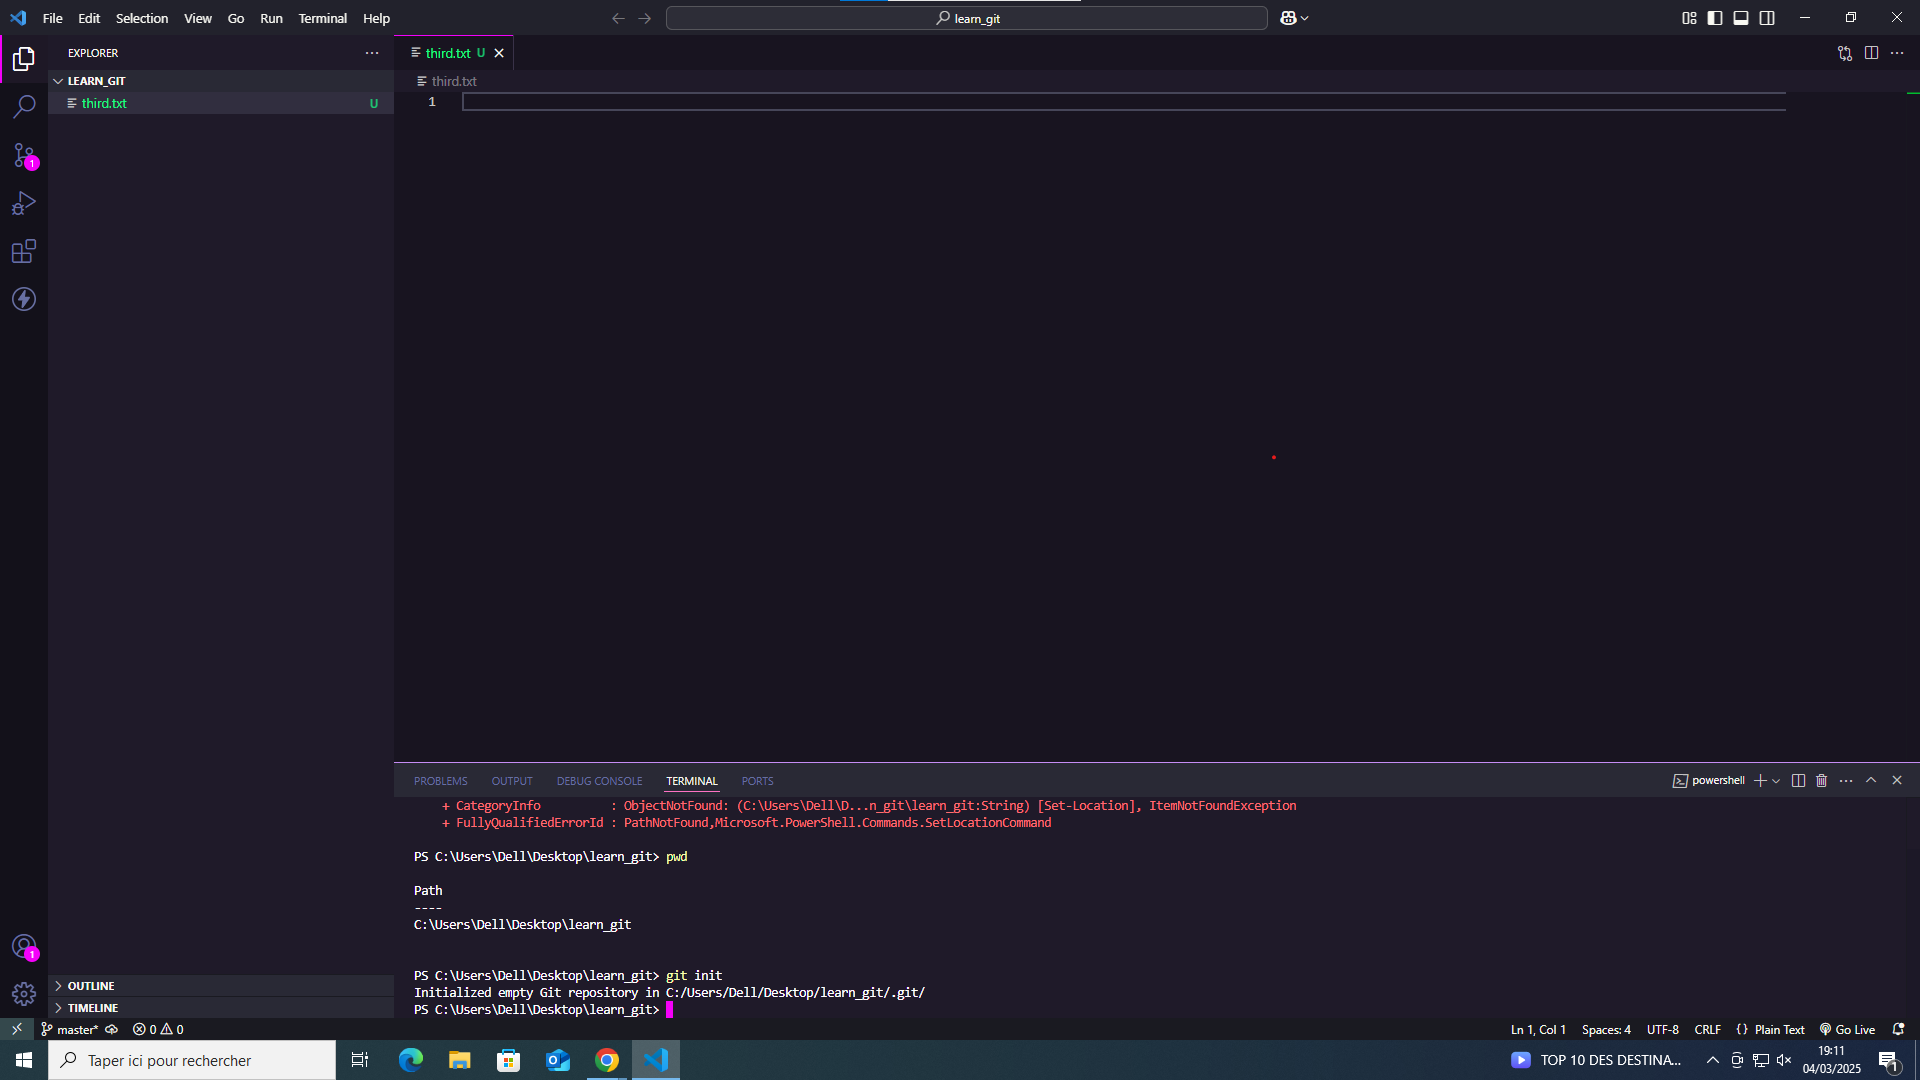 File Edit Selection View Go Run Terminal Help
learn_git
EXPLORER
LEARN_GIT
third.txt U
third.txt U
third.txt
1
1
1
OUTLINE
TIMELINE
PROBLEMS OUTPUT DEBUG CONSOLE TERMINAL PORTS
powershell
+ CategoryInfo : ObjectNotFound: (C:\Users\Dell\D...n_git\learn_git:String) [Set-Location], ItemNotFoundException
+ FullyQualifiedErrorId : PathNotFound,Microsoft.PowerShell.Commands.SetLocationCommand
PS C:\Users\Dell\Desktop\learn_git> pwd
Path
----
C:\Users\Dell\Desktop\learn_git
PS C:\Users\Dell\Desktop\learn_git> git init
Initialized empty Git repository in C:/Users/Dell/Desktop/learn_git/.git/
PS C:\Users\Dell\Desktop\learn_git>
master* 0 0
Ln 1, Col 1 Spaces: 4 UTF-8 CRLF {} Plain Text Go Live
Taper ici pour rechercher
TOP 10 DES DESTINA...
19:11
04/03/2025
1